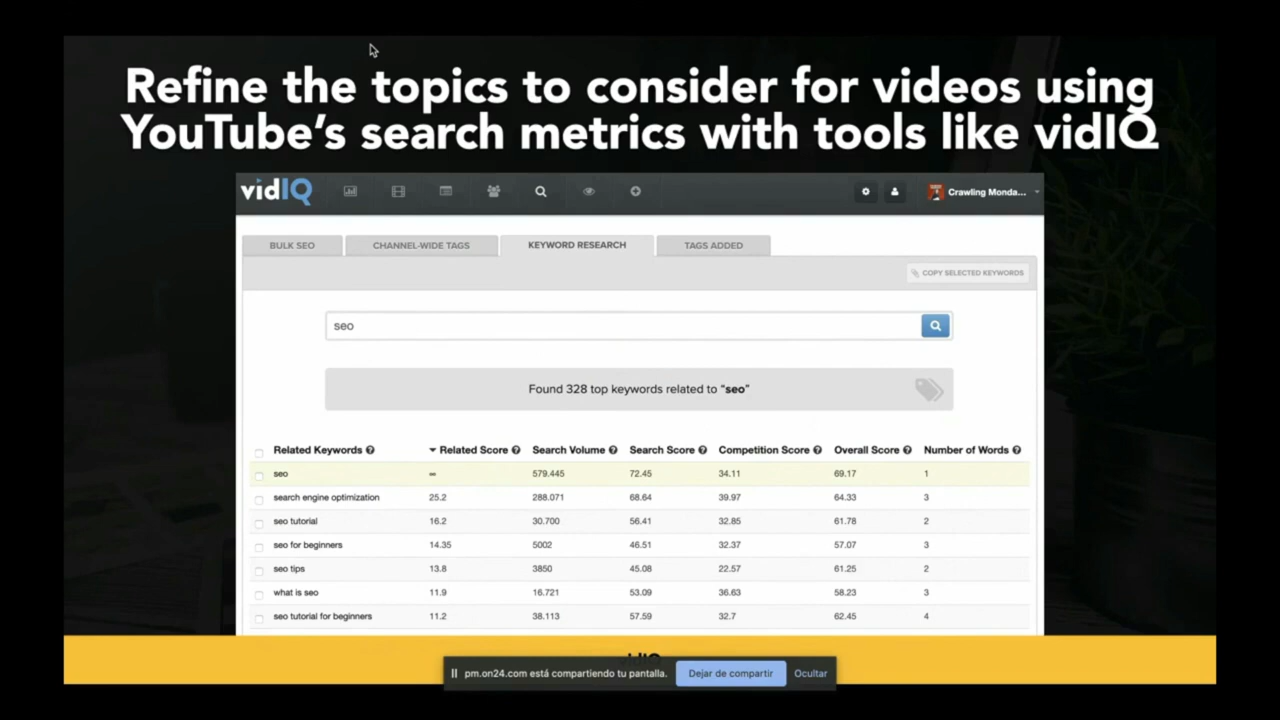 Refine the topics to consider for videos using
YouTube's search metrics with tools like vidIQ
vidIQ Crawling Monda...
BULK SEO CHANNEL-WIDE TAGS KEYWORD RESEARCH TAGS ADDED
COPY SELECTED KEYWORDS
seo
Found 328 top keywords related to “seo”
Related Keywords Related Score Search Volume Search Score Competition Score Overall Score Number of Words
seo ∞ 579.445 72.45 34.11 69.17 1
search engine optimization 25.2 288.071 68.64 39.97 64.33 3
seo tutorial 16.2 30.700 56.41 32.85 61.78 2
seo for beginners 14.35 5002 46.51 32.37 57.07 3
seo tips 13.8 3850 45.08 22.57 61.25 2
what is seo 11.9 16.721 53.09 36.63 58.23 3
seo tutorial for beginners 11.2 38.113 57.59 32.7 62.45 4
pm.on24.com está compartiendo tu pantalla. Dejar de compartir Ocultar